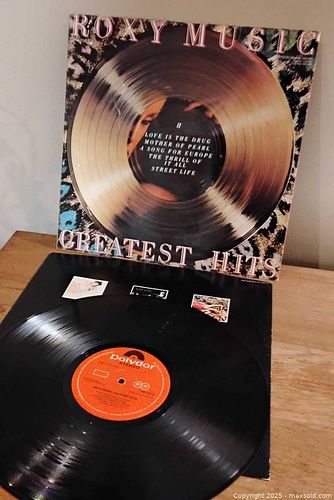 ROXY MUSIC
II
LOVE IS THE DRUG
MOTHER OF PEARL
A SONG FOR EUROPE
THE THRILL OF
IT ALL
STREET LIFE
GREATEST HITS
Polydor
Copyright 2025 - maxsold.com